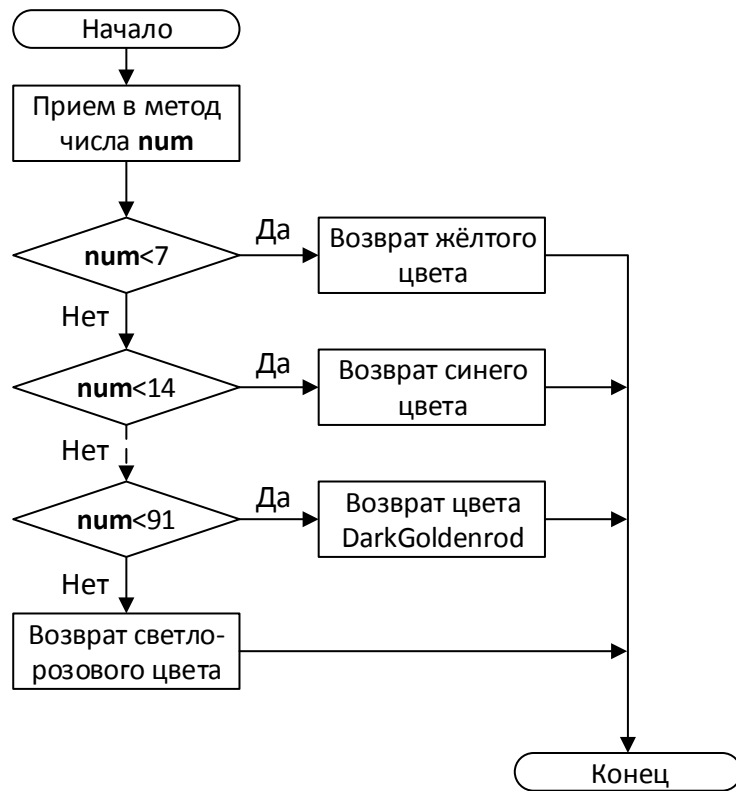 Начало
Прием в метод
числа num
num<7
Да
Возврат жёлтого
цвета
Нет
num<14
Да
Возврат синего
цвета
Нет
num<91
Да
Возврат цвета
DarkGoldenrod
Нет
Возврат светло-
розового цвета
Конец